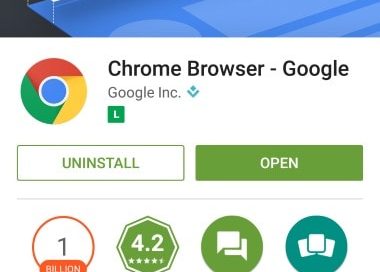 Chrome Browser - Google
Google Inc.
L
UNINSTALL
OPEN
1
BILLION
4.2